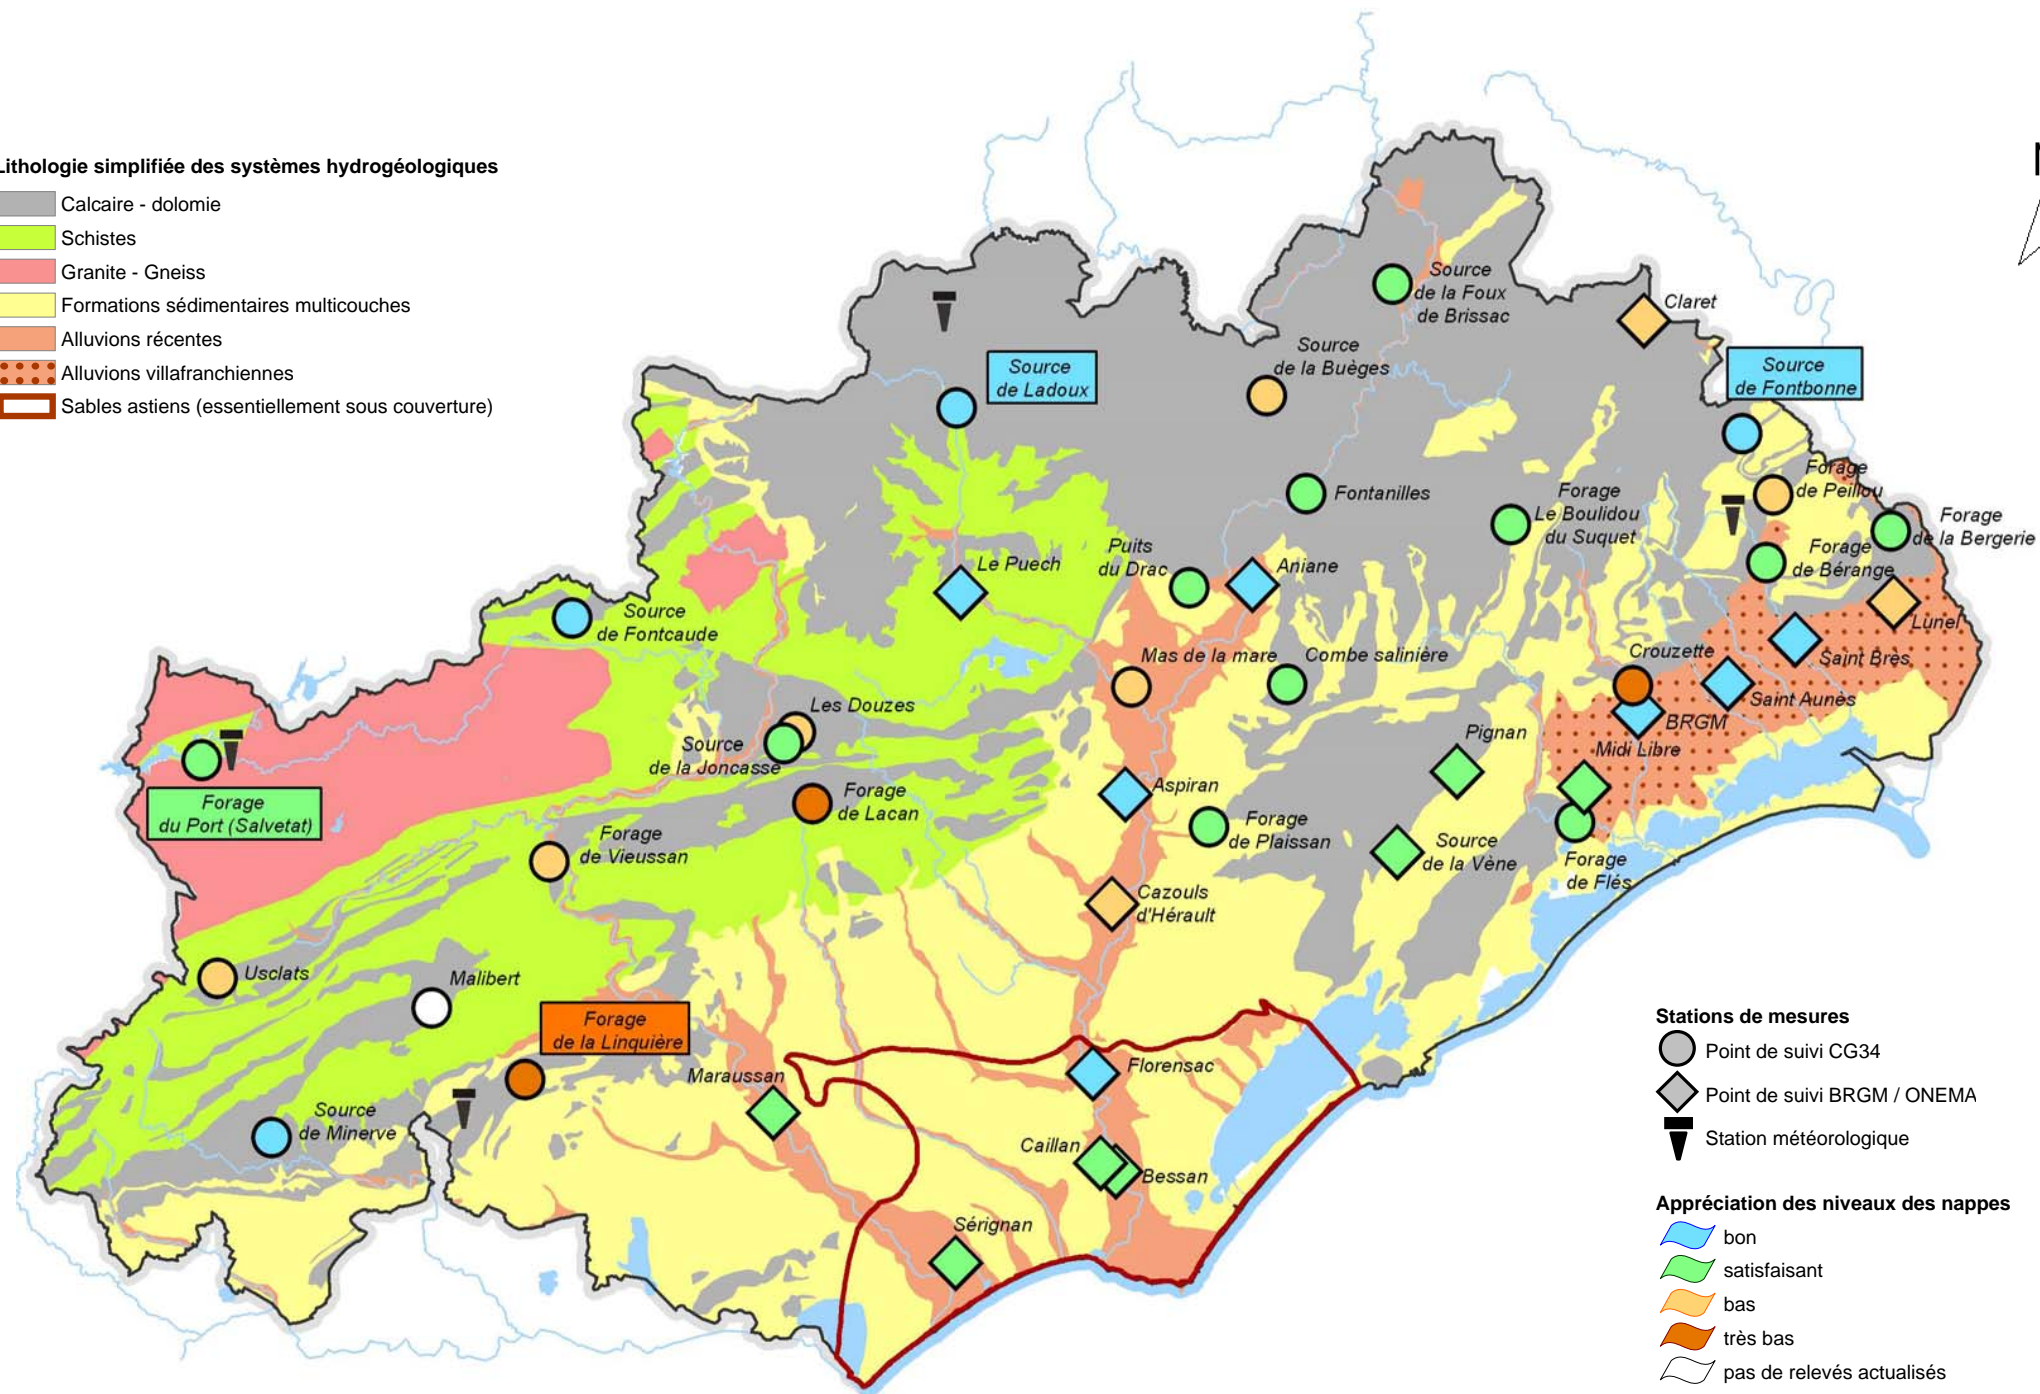 Lithologie simplifiée des systèmes hydrogéologiques
Calcaire - dolomie
Schistes
Granite - Gneiss
Formations sédimentaires multicouches
Alluvions récentes
Alluvions villafranchiennes
Sables astiens (essentiellement sous couverture)
Source
de la Foux
de Brissac
Claret
Source
de la Buèges
Source
de Ladoux
Source
de Fontbonne
Forage
de Peillou
Fontanilles
Forage
Le Boulidou
du Suquet
Forage
de la Bergerie
Forage
de Bérange
Puits
du Drac
Aniane
Le Puech
Source
de Fontcaude
Lunel
Saint Brès
Saint Aunès
Crouzette
BRGM
Mas de la mare
Combe salinière
Les Douzes
Source
de la Joncasse
Pignan
Midi Libre
Aspiran
Forage
du Port (Salvetat)
Forage
de Lacan
Forage
de Plaissan
Source
de la Vène
Forage
de Flés
Forage
de Vieussan
Cazouls
d'Hérault
Usclats
Malibert
Forage
de la Linquière
Maraussan
Florensac
Source
de Minerve
Caillan
Bessan
Sérignan
Stations de mesures
Point de suivi CG34
Point de suivi BRGM / ONEMA
Station météorologique
Appréciation des niveaux des nappes
bon
satisfaisant
bas
très bas
pas de relevés actualisés